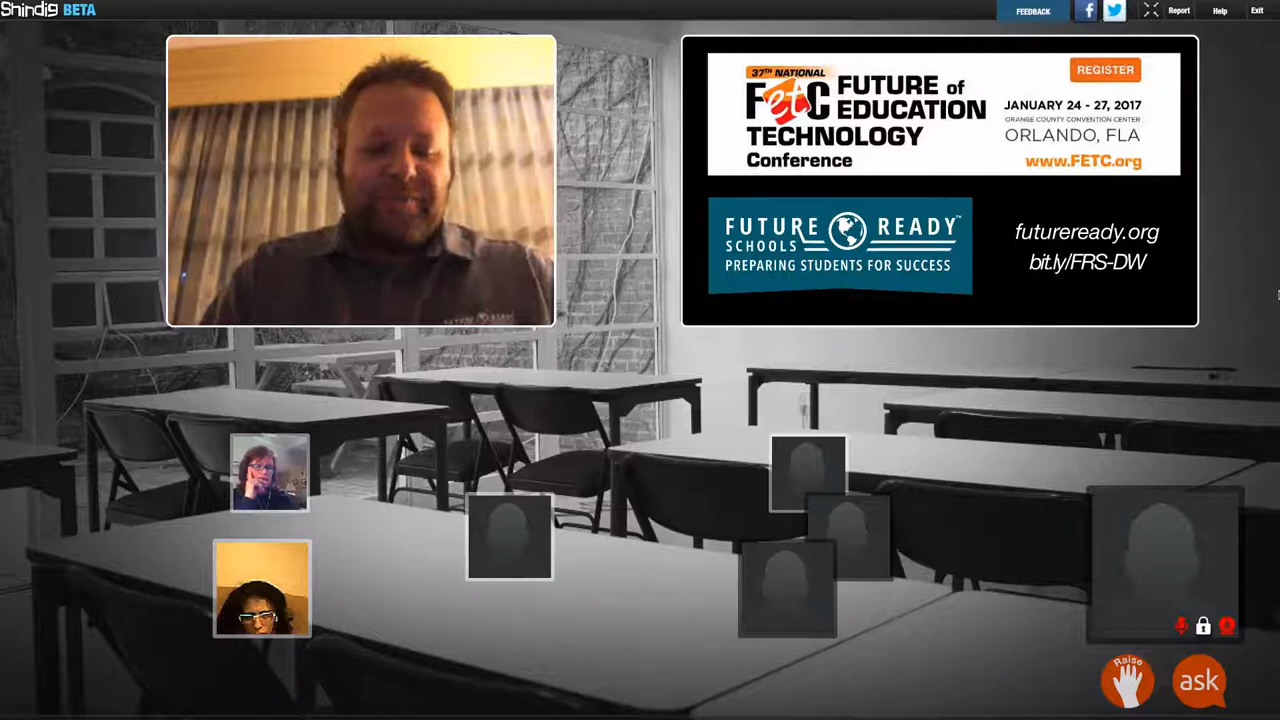 Shindig BETA
FEEDBACK
Report
Help
Exit
37TH NATIONAL
FETC FUTURE of
EDUCATION
TECHNOLOGY
Conference
REGISTER
JANUARY 24 - 27, 2017
ORANGE COUNTY CONVENTION CENTER
ORLANDO, FLA
www.FETC.org
FUTURE READY™
SCHOOLS
PREPARING STUDENTS FOR SUCCESS
futureready.org
bit.ly/FRS-DW
Raise
ask